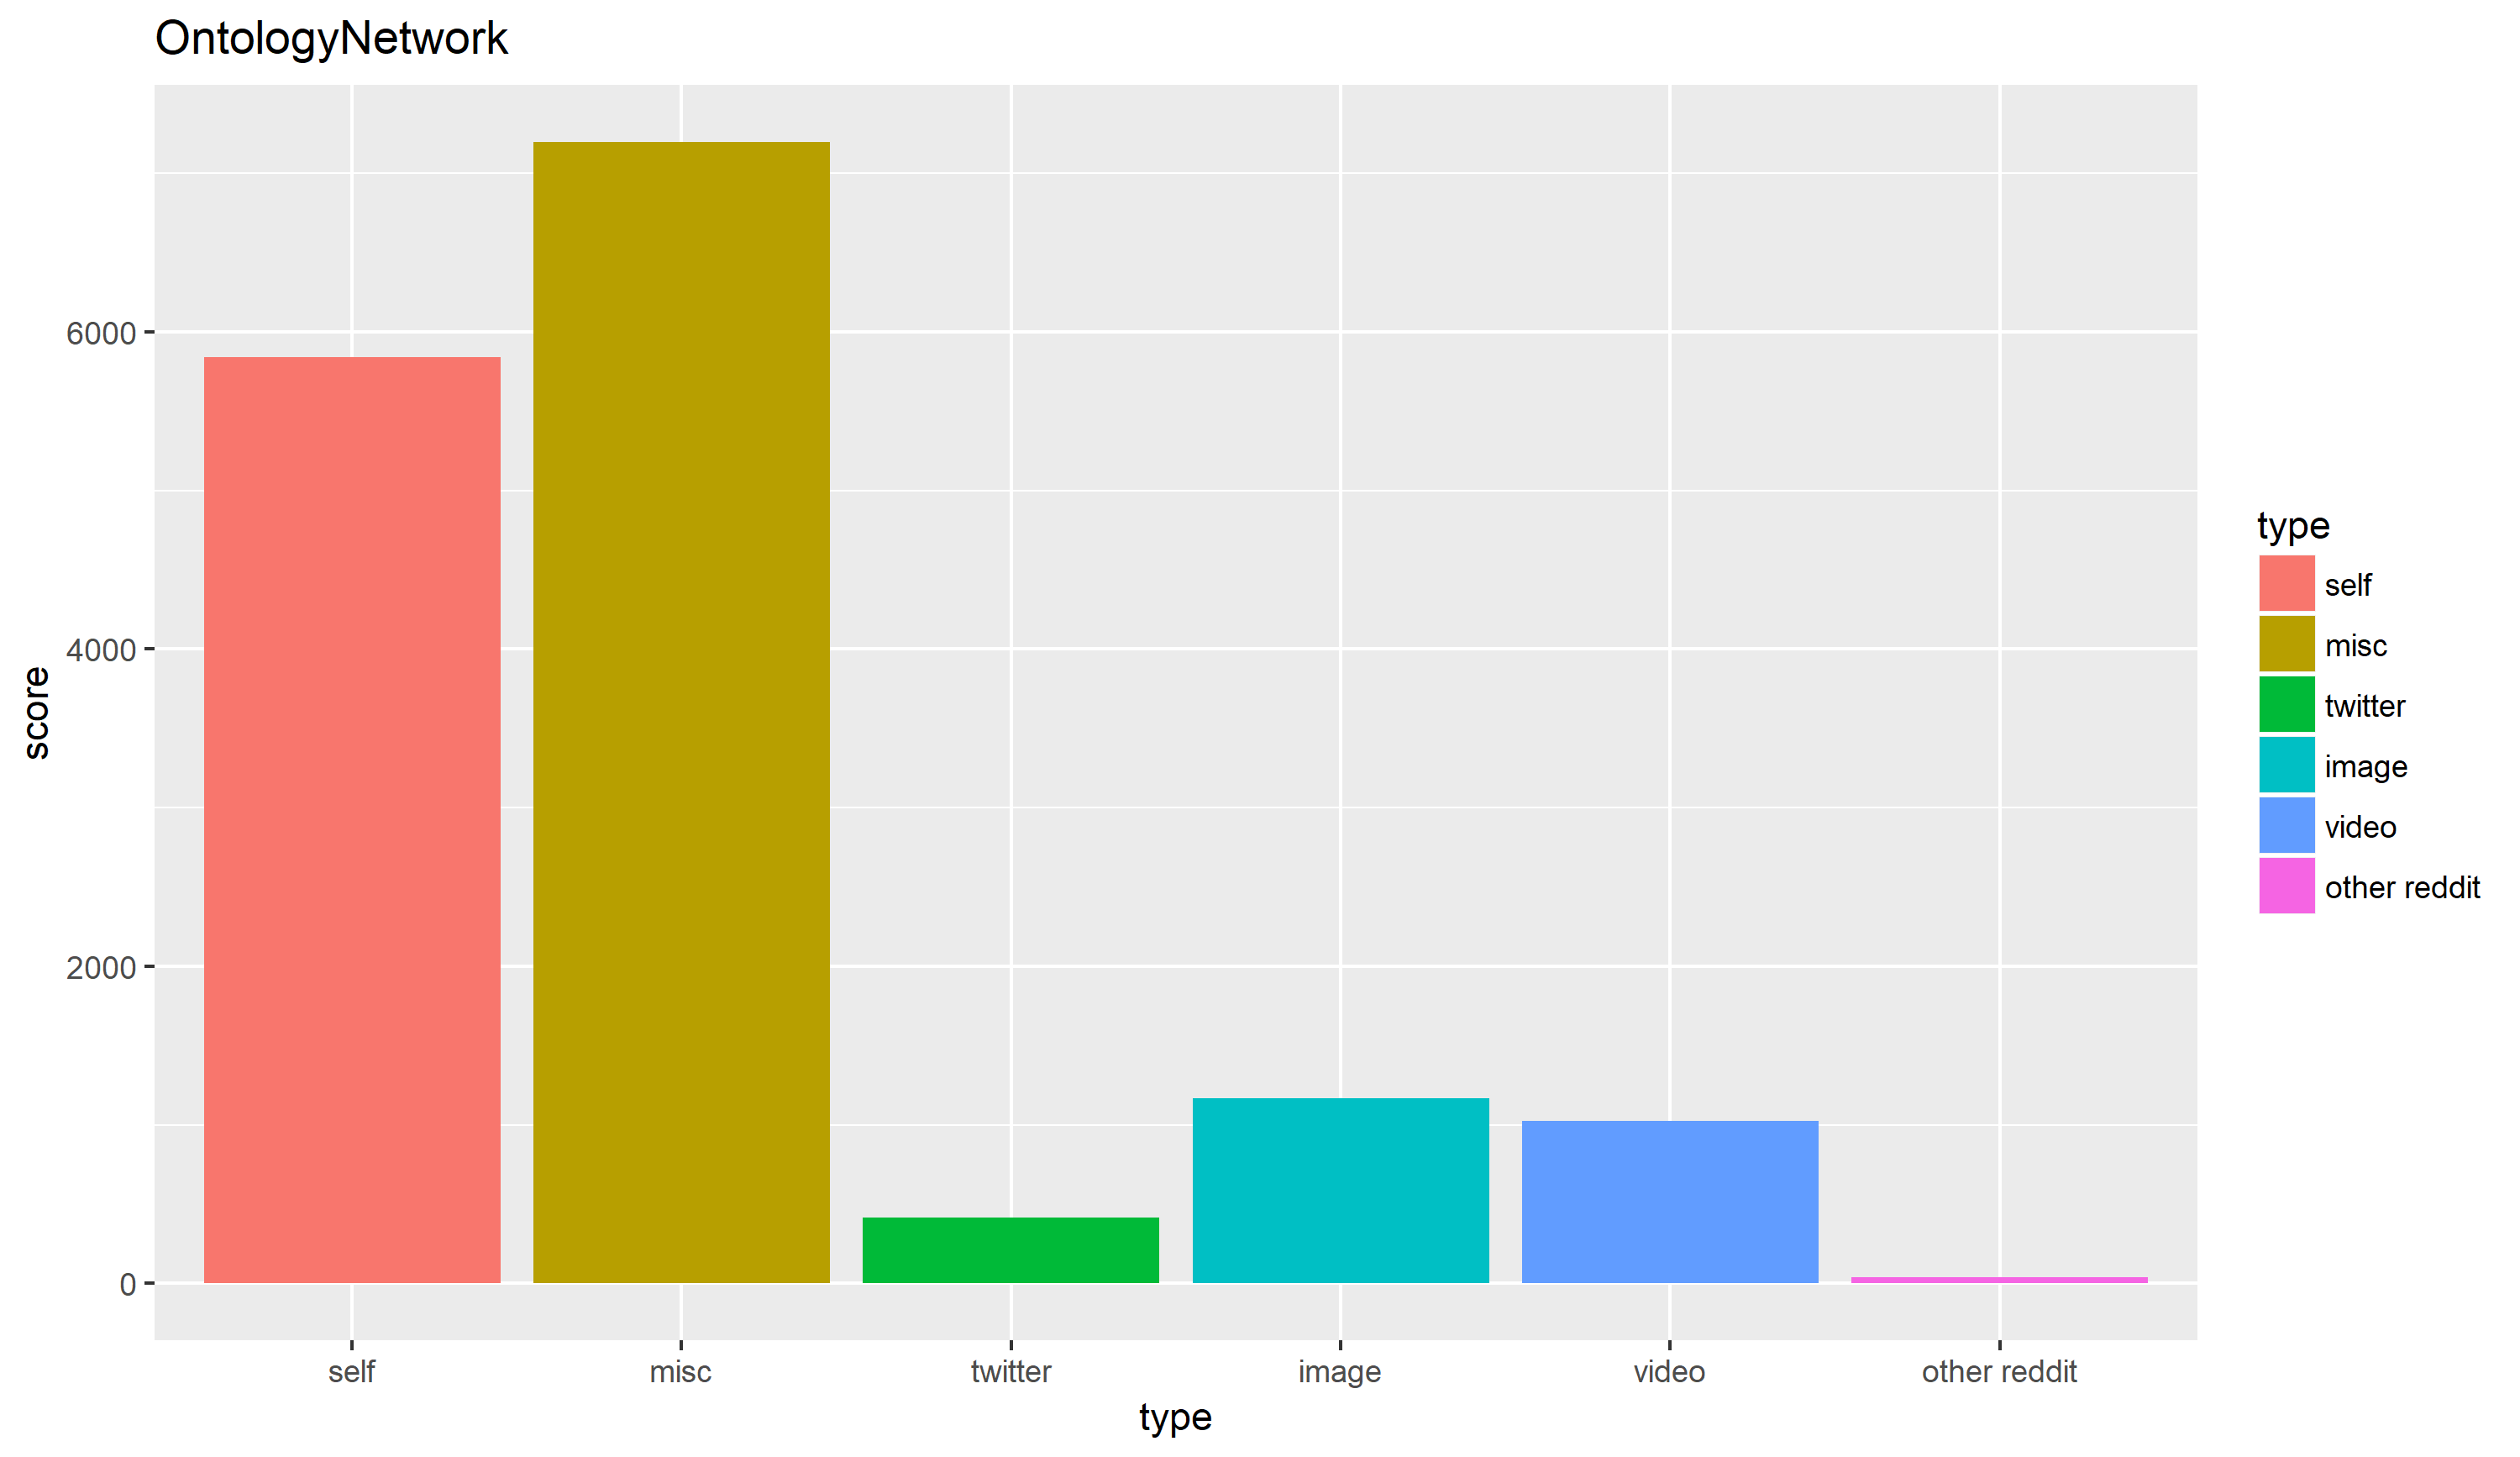 OntologyNetwork
score
6000
4000
2000
0
self
misc
twitter
image
video
other reddit
type
type
self
misc
twitter
image
video
other reddit